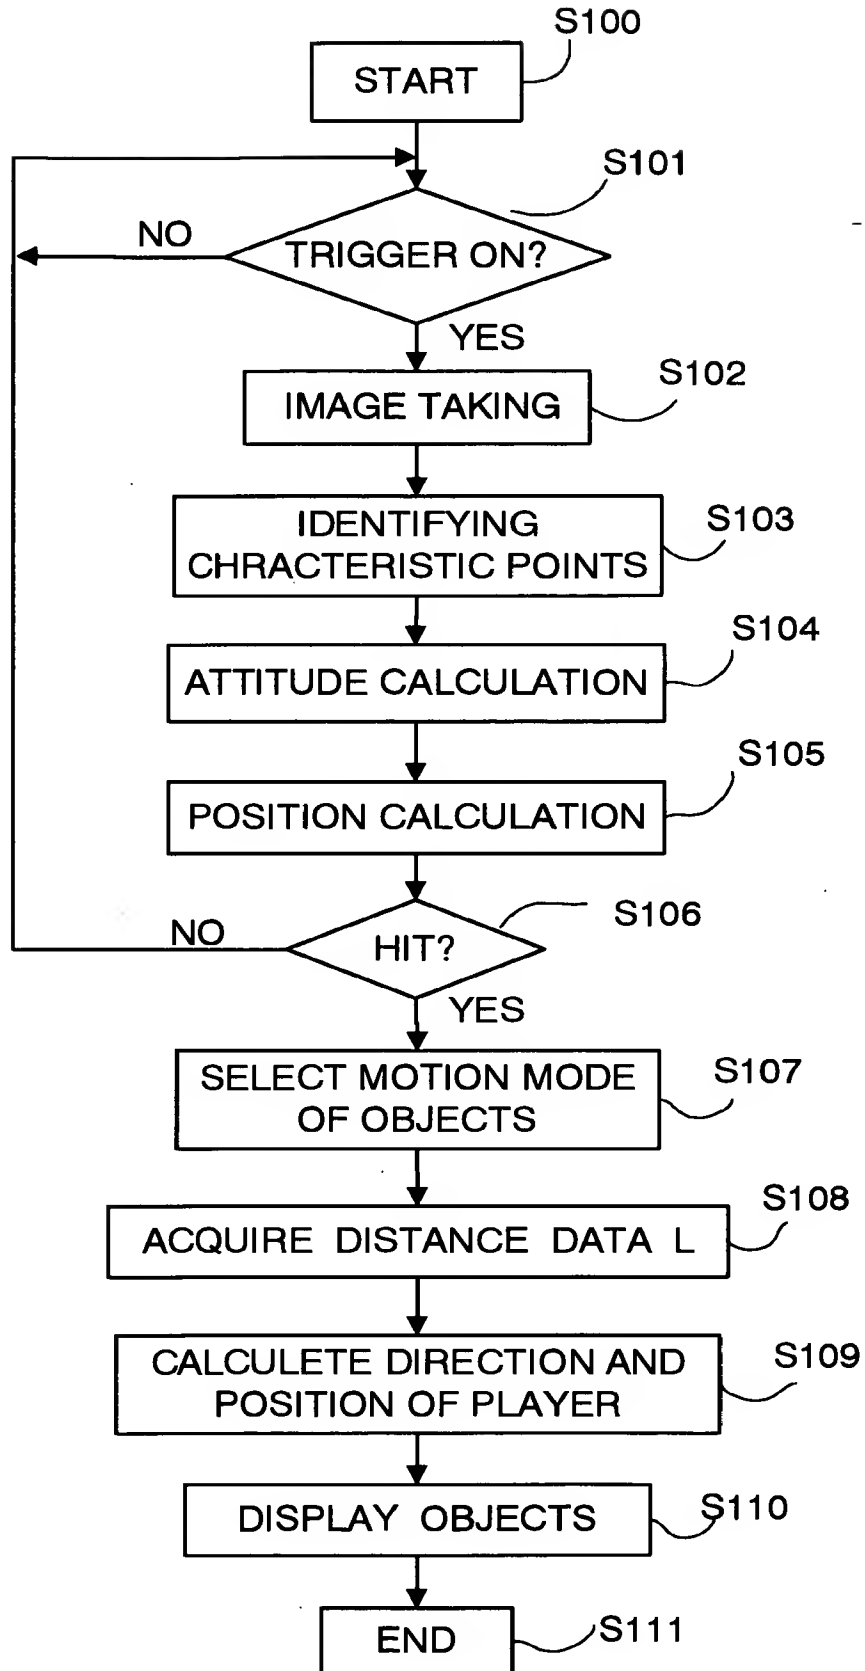 S100
START
S101
NO
TRIGGER ON?
YES
S102
IMAGE TAKING
S103
IDENTIFYING
CHRACTERISTIC POINTS
S104
ATTITUDE CALCULATION
S105
POSITION CALCULATION
S106
NO
HIT?
YES
S107
SELECT MOTION MODE
OF OBJECTS
S108
ACQUIRE DISTANCE DATA L
S109
CALCULETE DIRECTION AND
POSITION OF PLAYER
S110
DISPLAY OBJECTS
S111
END